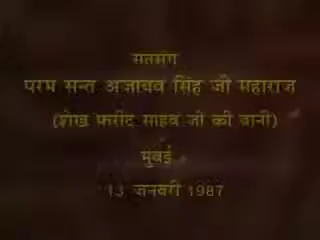 सतसंग
परम सन्त अजायब सिंह जी महाराज
(शेख फरीद साहब जी की बानी)
मुंबई
13, जनवरी 1987